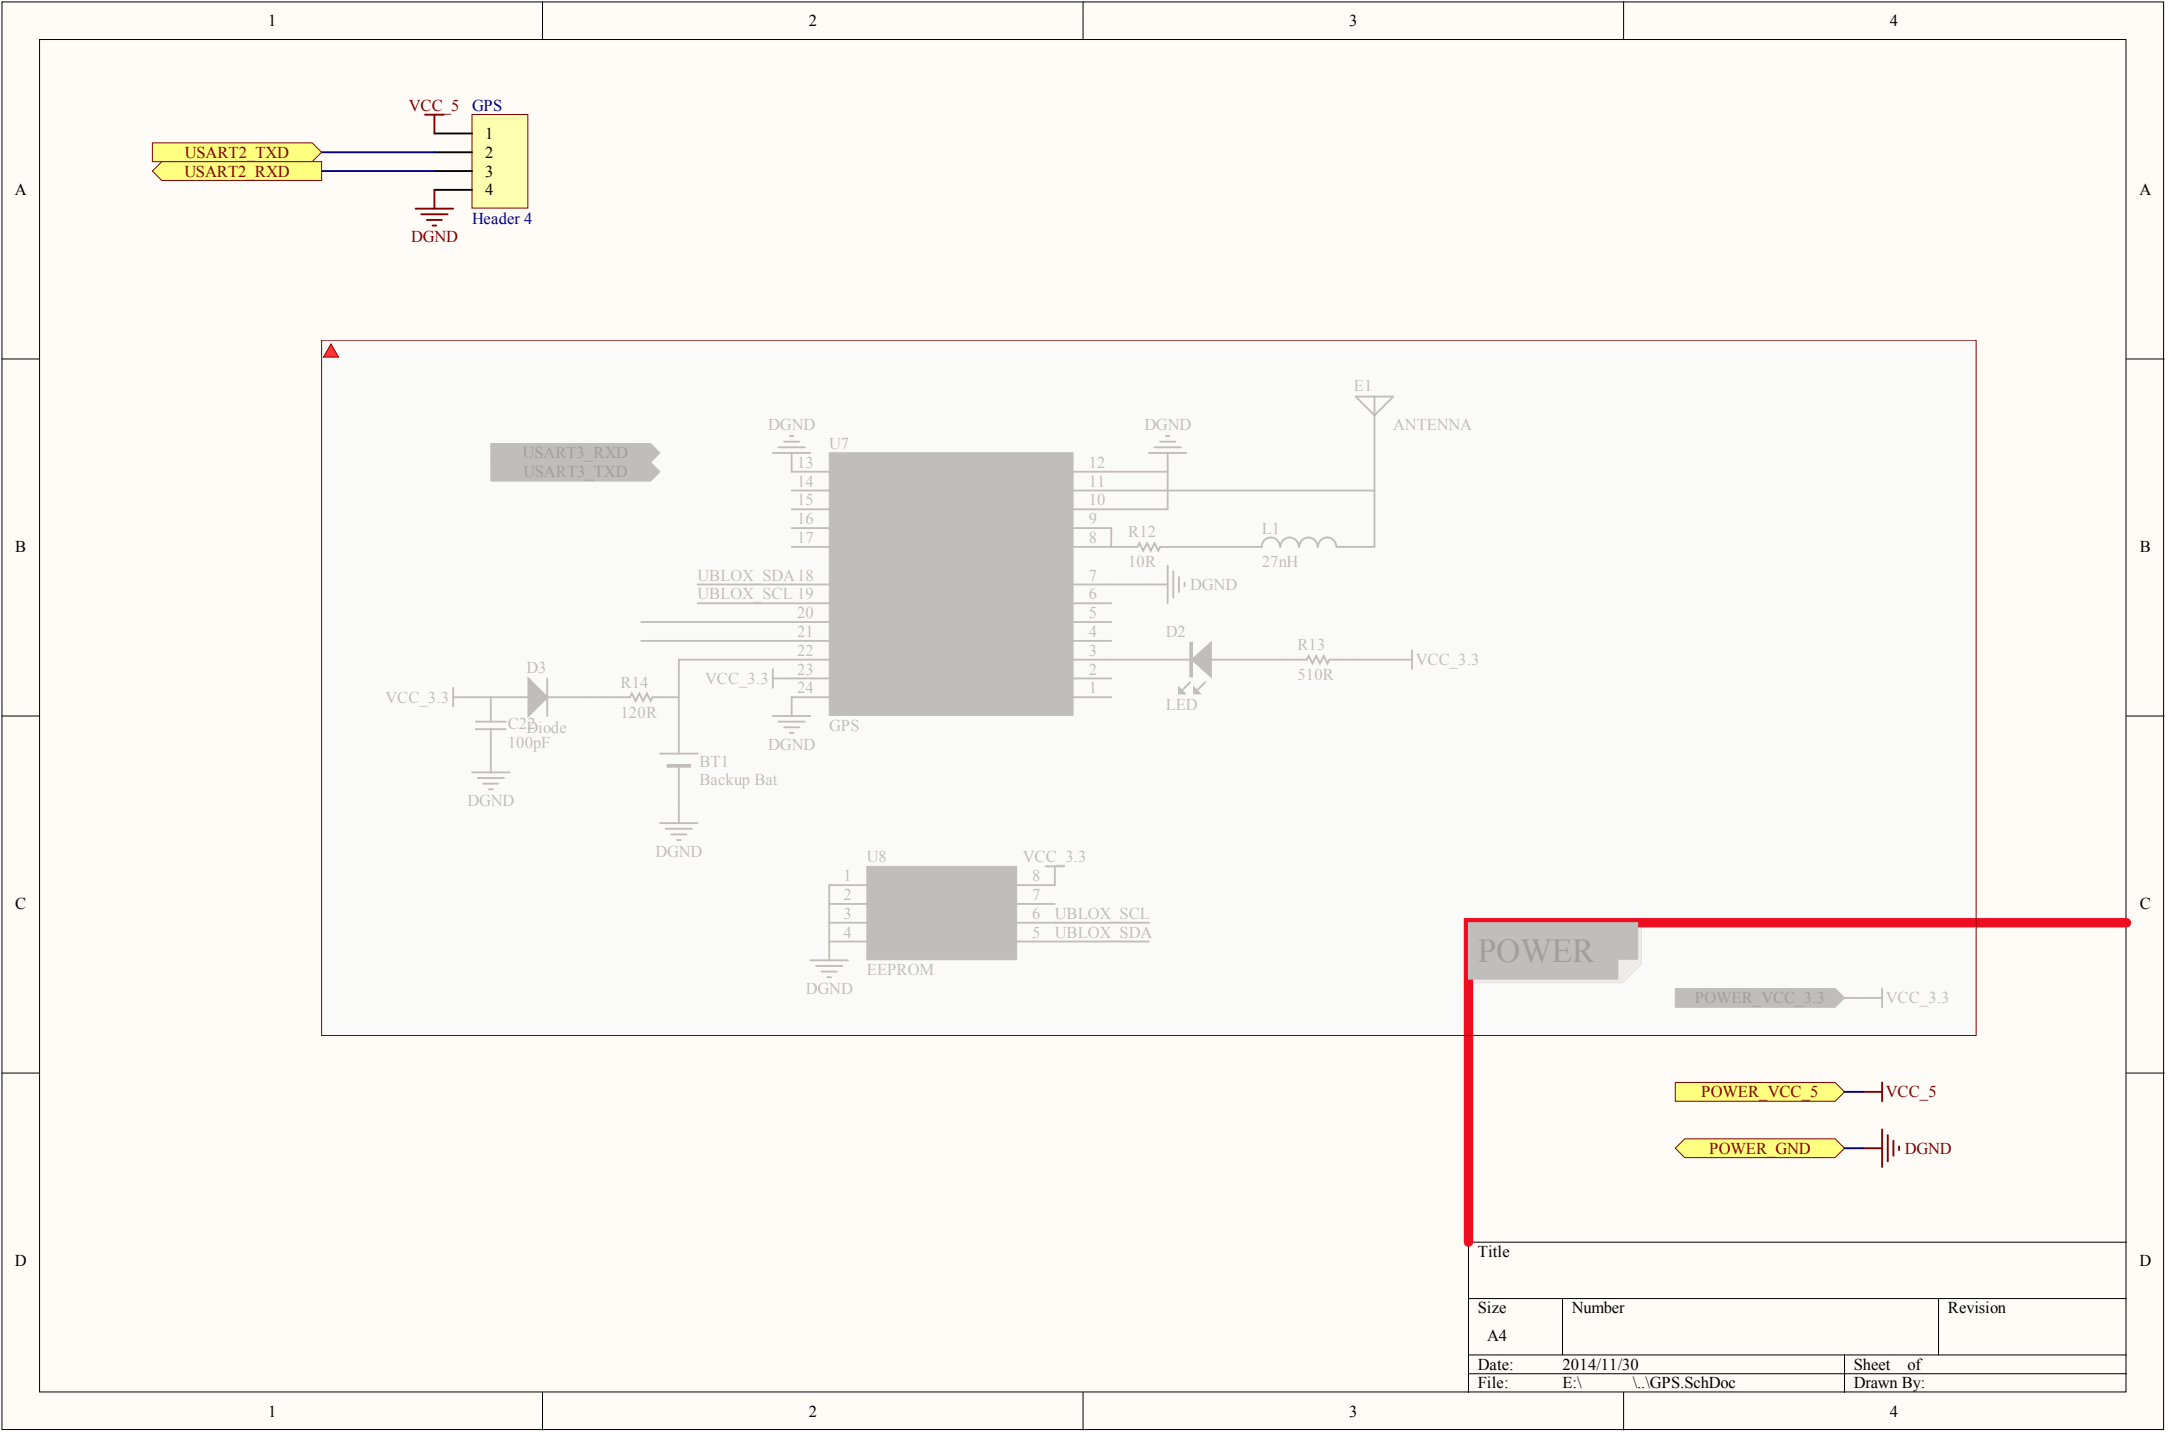 1 2 3 4
A A
B B
C C
D D
VCC_5 GPS
1
USART2_TXD 2
USART2_RXD 3
4
Header 4
DGND
E1
ANTENNA
DGND
DGND
U7
USART3_RXD
USART3_TXD
13 12
14 11
15 10
16 9
17 8
R12
10R
L1
27nH
UBLOX_SDA 18 7 DGND
UBLOX_SCL 19 6
20 5
21 4
22 3
23 2
24 1
D2
LED
R13
510R
VCC_3.3
D3
Diode
R14
120R
VCC_3.3
VCC_3.3
C22
100pF
GPS
DGND
DGND
BT1
Backup Bat
DGND
U8
VCC_3.3
1 8
2 7
3 6 UBLOX_SCL
4 5 UBLOX_SDA
EEPROM
DGND
POWER
POWER_VCC_3.3 VCC_3.3
POWER_VCC_5 VCC_5
POWER_GND DGND
Title
Size Number Revision
A4
Date: 2014/11/30 Sheet of
File: E:\ \..\GPS.SchDoc Drawn By:
1 2 3 4